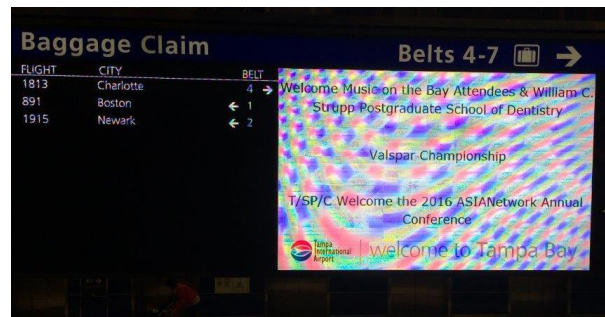 Baggage Claim
Belts 4-7 →
FLIGHT CITY BELT
1813 Charlotte 4 →
891 Boston ← 1
1915 Newark ← 2
Welcome Music on the Bay Attendees & William C.
Strupp Postgraduate School of Dentistry
Valspar Championship
T/SP/C Welcome the 2016 ASIANetwork Annual
Conference
Tampa
International
Airport
welcome to Tampa Bay